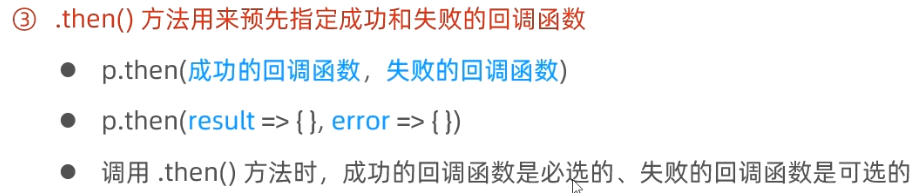 ③ .then() 方法用来预先指定成功和失败的回调函数
● p.then(成功的回调函数，失败的回调函数)
● p.then(result => { }, error => { })
● 调用 .then() 方法时，成功的回调函数是必选的、失败的回调函数是可选的